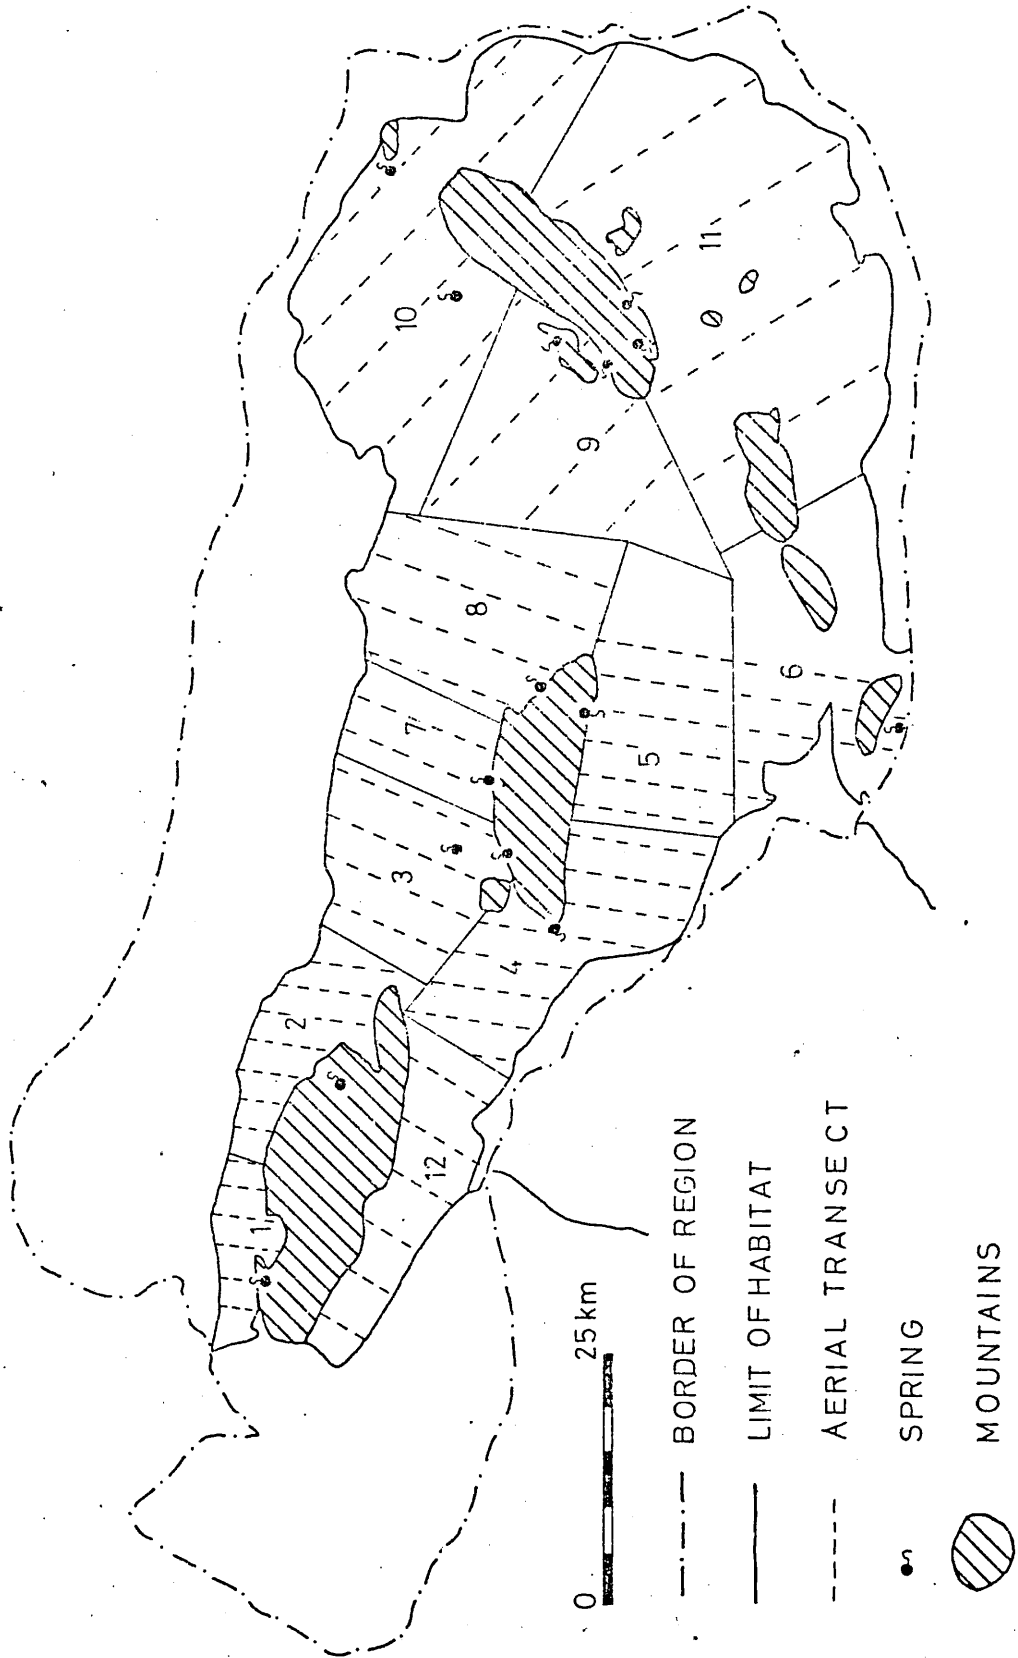 1
2
3
4
5
6
7
8
9
10
11
12
0 25 km
BORDER OF REGION
LIMIT OF HABITAT
AERIAL TRANSECT
SPRING
MOUNTAINS